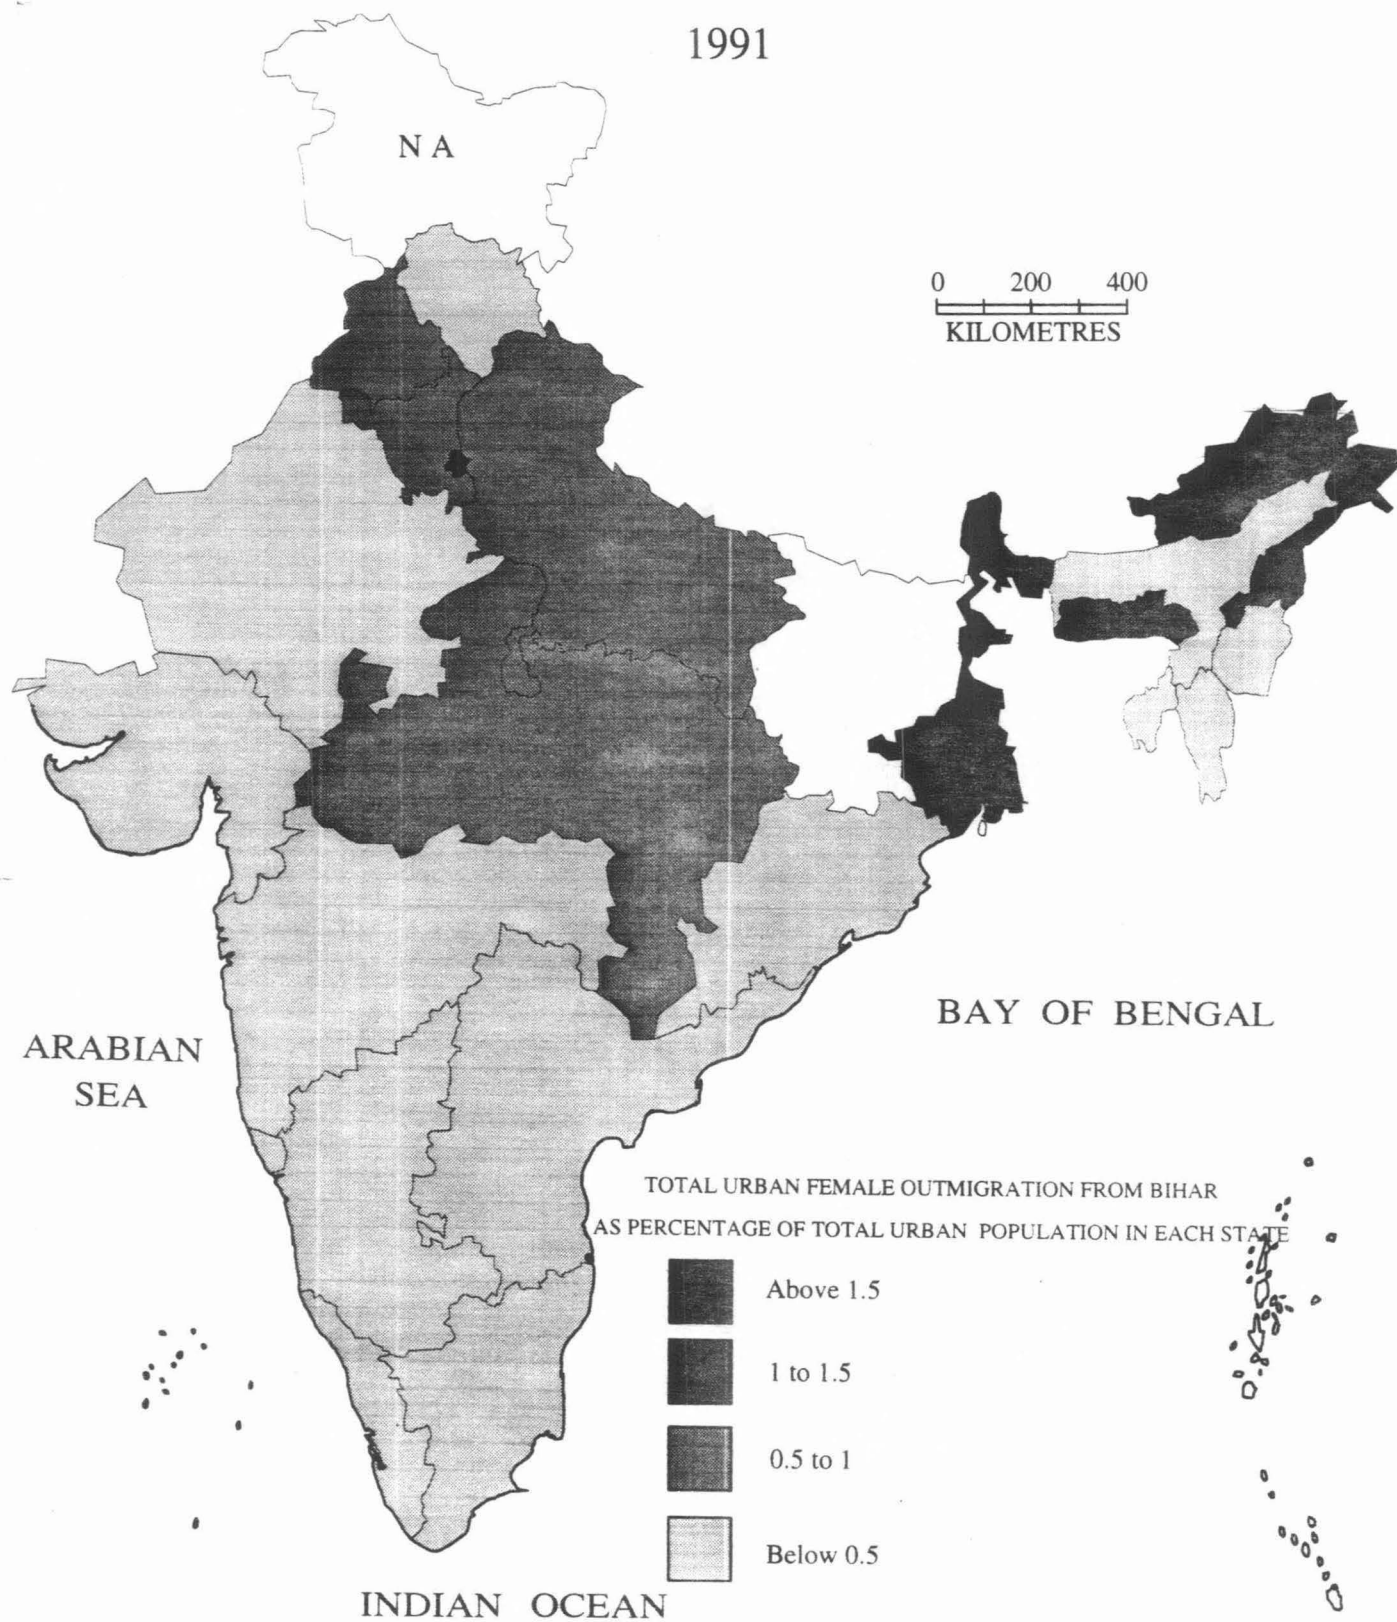 1991
N A
0 200 400
KILOMETRES
BAY OF BENGAL
ARABIAN
SEA
TOTAL URBAN FEMALE OUTMIGRATION FROM BIHAR
AS PERCENTAGE OF TOTAL URBAN POPULATION IN EACH STATE
Above 1.5
1 to 1.5
0.5 to 1
Below 0.5
INDIAN OCEAN